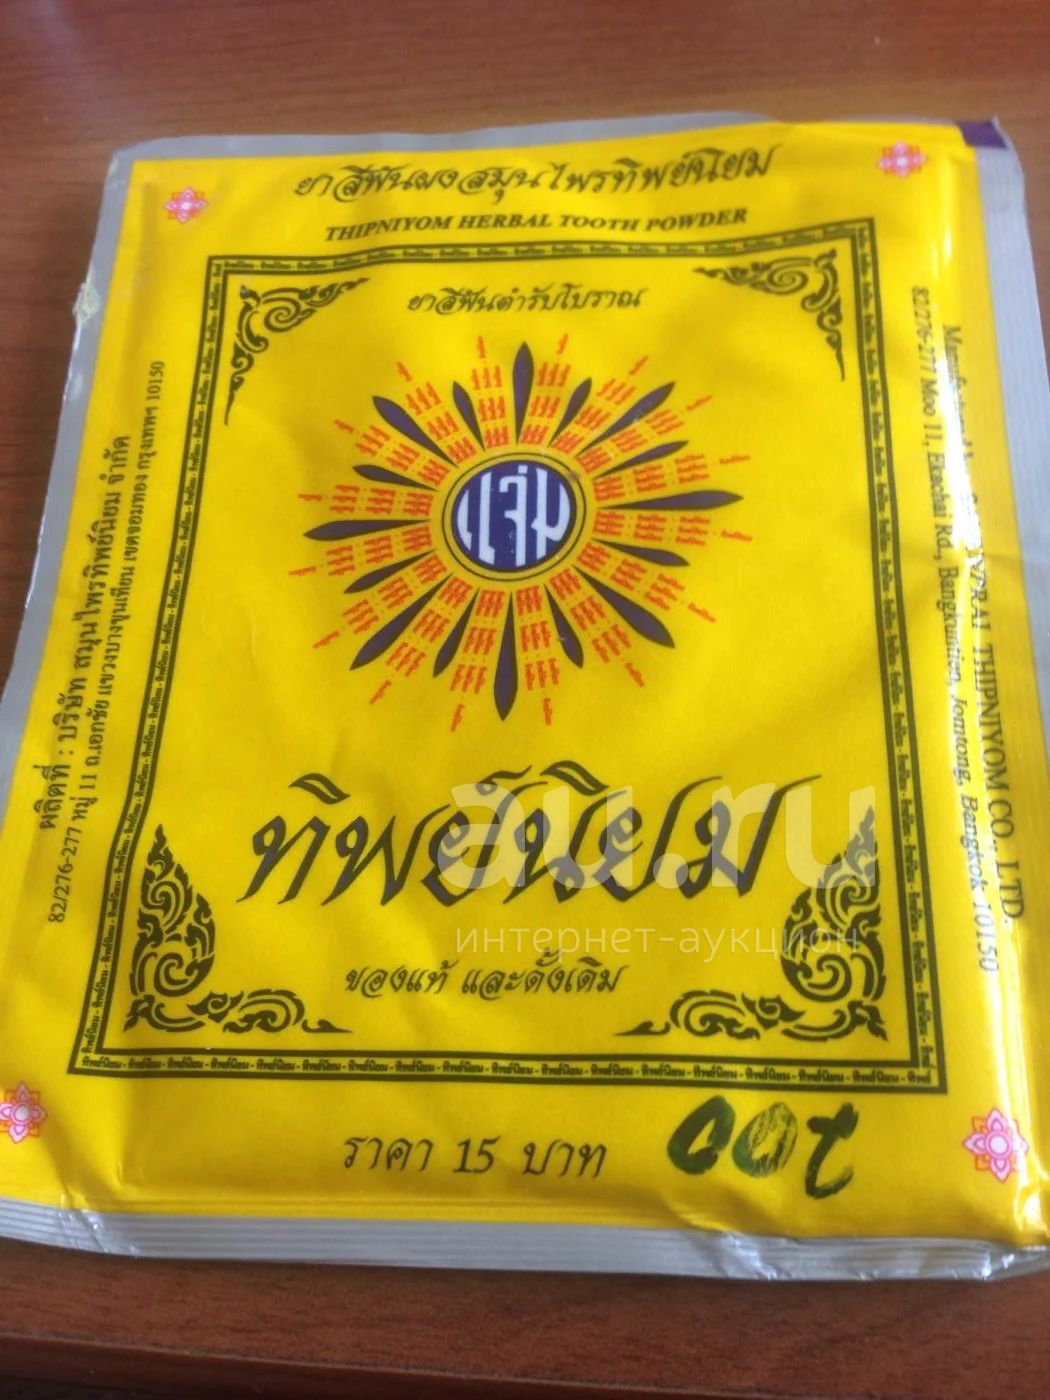 ยาสีฟันผงสมุนไพรทิพย์นิยม
THIPNIYOM HERBAL TOOTH POWDER
ยาสีฟันตำรับโบราณ
แจ่ม
ทิพย์นิยม
ของแท้ และดั้งเดิม
ราคา 15 บาท
ผลิตที่ : บริษัท สมุนไพรทิพย์นิยม จำกัด
82/276-277 หมู่ 11 ถ.เอกชัย แขวงบางขุนเทียน เขตจอมทอง กรุงเทพฯ 10150
THIPNIYOM CO., LTD.
82/276-277 Moo 11, Ekachai Rd., Bangkuntien, Jomtong, Bangkok 10150
au.ru
интернет-аукцион